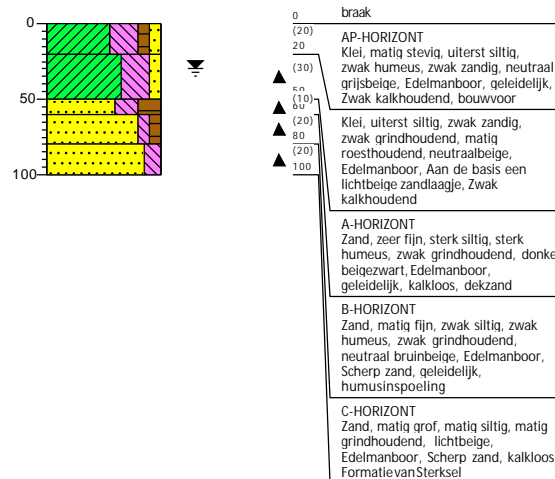 0
50
100
0
(20)
20
(30)
50
(10)
60
(20)
80
(20)
100
braak
AP-HORIZONT
Klei, matig stevig, uiterst siltig,
zwak humeus, zwak zandig, neutraal
grijsbeige, Edelmanboor, geleidelijk,
Zwak kalkhoudend, bouwvoor
Klei, uiterst siltig, zwak zandig,
zwak grindhoudend, matig
roesthoudend, neutraalbeige,
Edelmanboor, Aan de basis een
lichtbeige zandlaagje, Zwak
kalkhoudend
A-HORIZONT
Zand, zeer fijn, sterk siltig, sterk
humeus, zwak grindhoudend, donke
beigezwart, Edelmanboor,
geleidelijk, kalkloos, dekzand
B-HORIZONT
Zand, matig fijn, zwak siltig, zwak
humeus, zwak grindhoudend,
neutraal bruinbeige, Edelmanboor,
Scherp zand, geleidelijk,
humusinspoeling
C-HORIZONT
Zand, matig grof, matig siltig, matig
grindhoudend, lichtbeige,
Edelmanboor, Scherp zand, kalkloos
Formatie van Sterksel